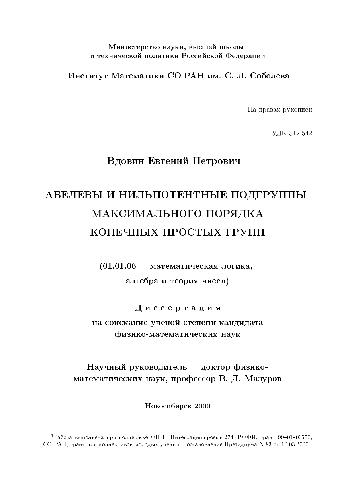 Министерство науки, высшей школы
и технической политики Российской Федерации
Институт Математики СО РАН им. С. Л. Соболева
На правах рукописи
УДК 512.542
Вдовин Евгений Петрович
АБЕЛЕВЫ И НИЛЬПОТЕНТНЫЕ ПОДГРУППЫ
МАКСИМАЛЬНОГО ПОРЯДКА
КОНЕЧНЫХ ПРОСТЫХ ГРУПП
(01.01.06 — математическая логика,
алгебра и теория чисел)
Диссертация
на соискание ученой степени кандидата
физико-математических наук
Научный руководитель — доктор физико-
математических наук, профессор В. Д. Мазуров
Новосибирск 2000